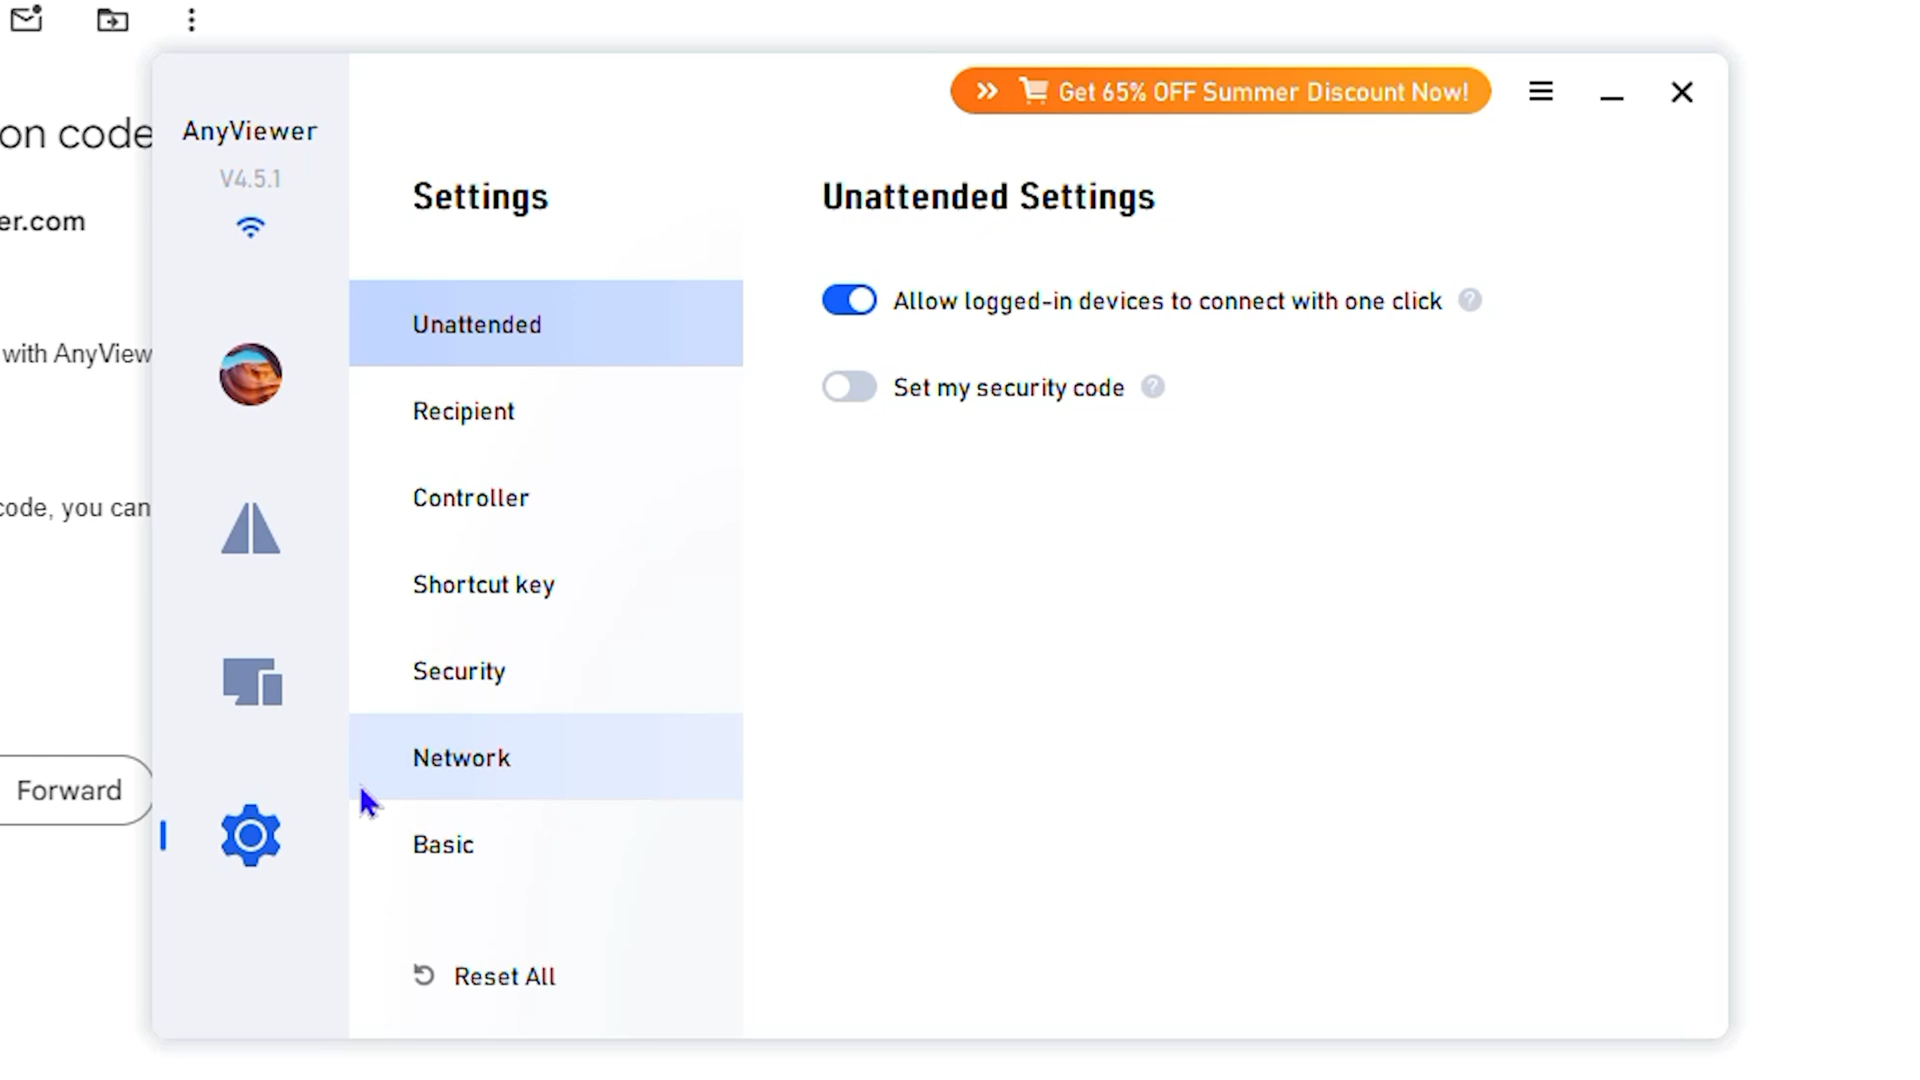 on code
er.com
with AnyView
code, you can
Forward
AnyViewer
V4.5.1
Get 65% OFF Summer Discount Now!
Settings
Unattended
Recipient
Controller
Shortcut key
Security
Network
Basic
Reset All
Unattended Settings
Allow logged-in devices to connect with one click
?
Set my security code
?